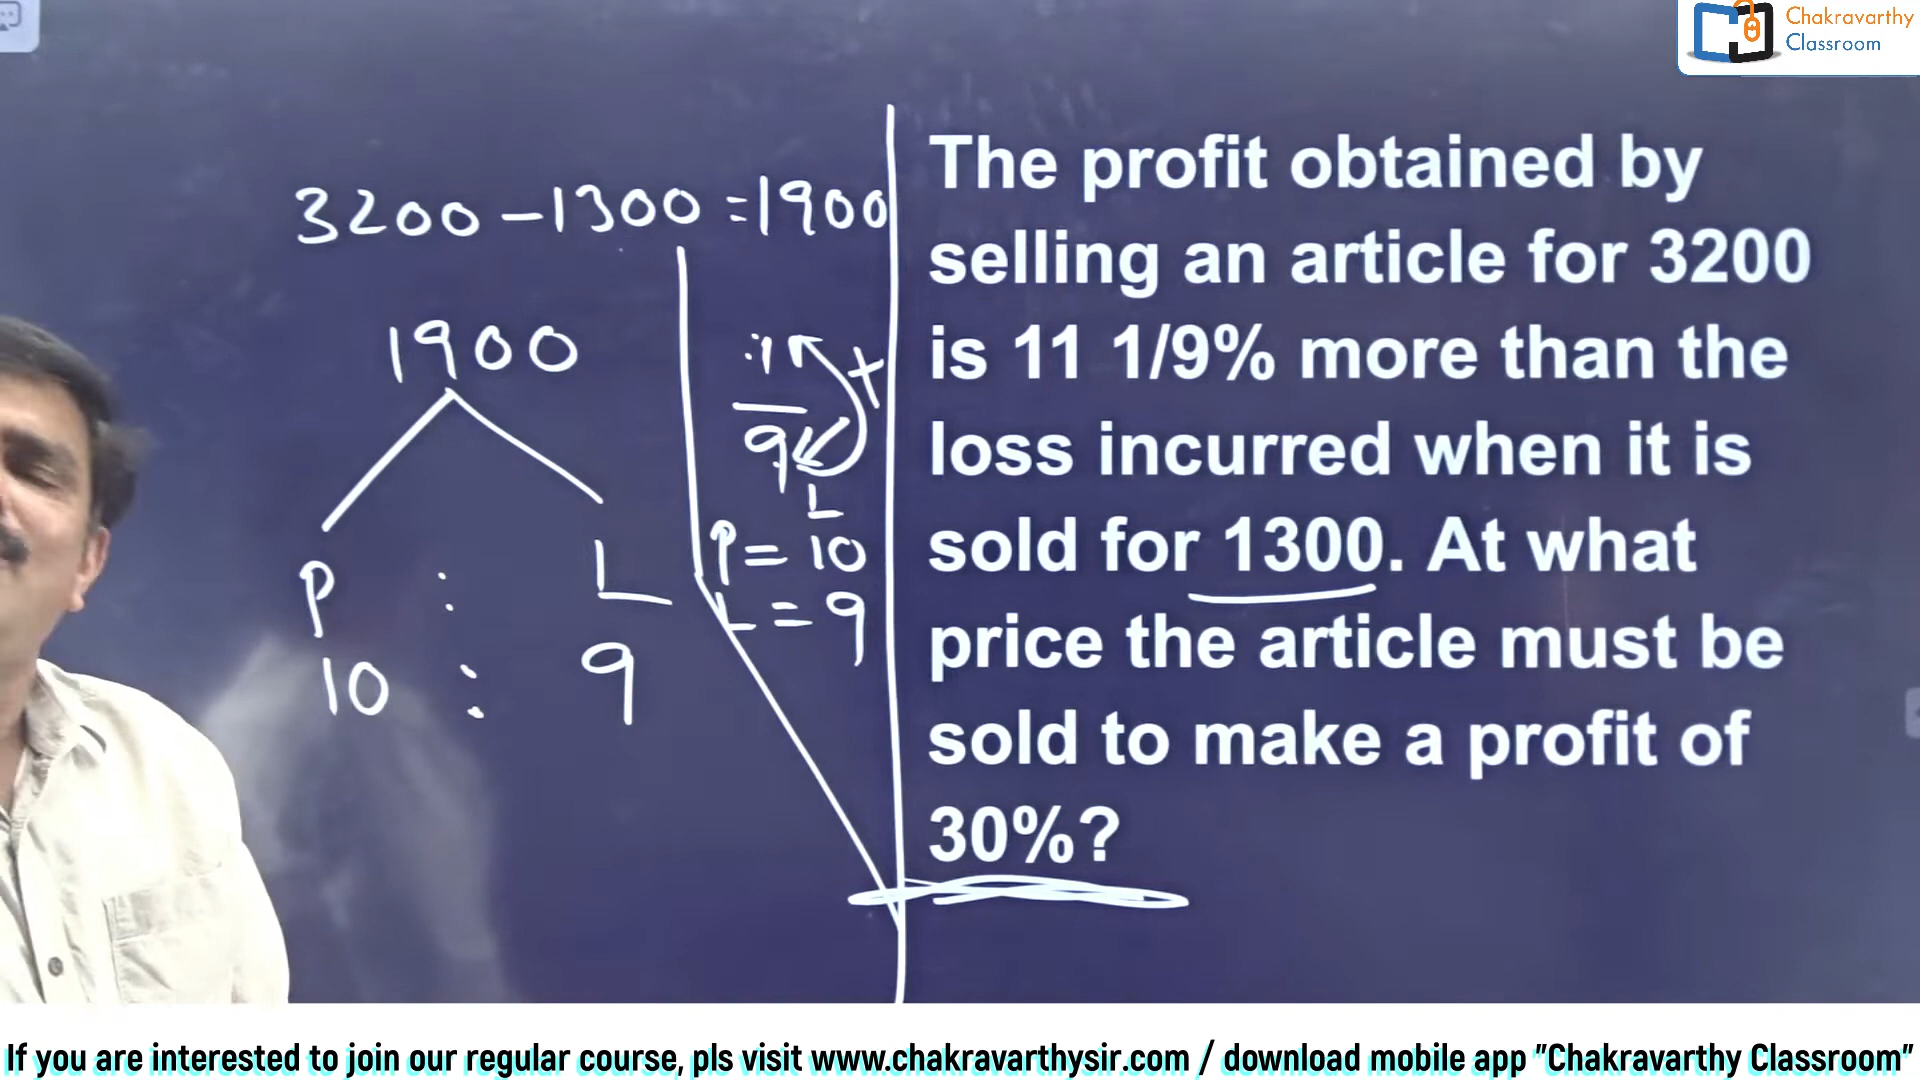 Chakravarthy
Classroom
3200 - 1300 = 1900
1900
P : L
10 : 9
1
9
L
P = 10
L = 9
+
The profit obtained by
selling an article for 3200
is 11 1/9% more than the
loss incurred when it is
sold for 1300. At what
price the article must be
sold to make a profit of
30%?
If you are interested to join our regular course, pls visit www.chakravarthysir.com / download mobile app "Chakravarthy Classroom"